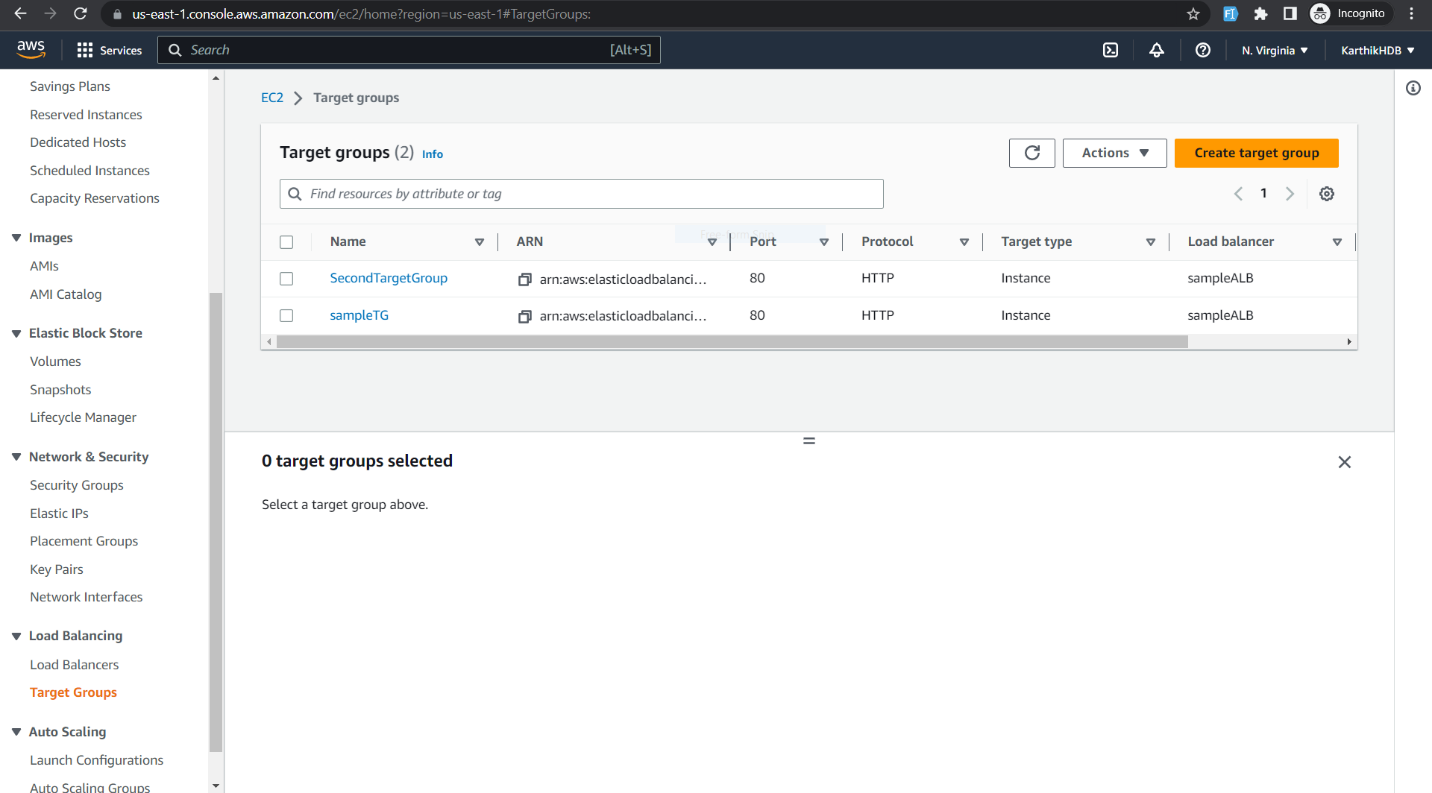 us-east-1.console.aws.amazon.com/ec2/home?region=us-east-1#TargetGroups:
Incognito
aws
Services
Search
[Alt+S]
N. Virginia
KarthikHDB
Savings Plans
Reserved Instances
Dedicated Hosts
Scheduled Instances
Capacity Reservations
Images
AMIs
AMI Catalog
Elastic Block Store
Volumes
Snapshots
Lifecycle Manager
Network & Security
Security Groups
Elastic IPs
Placement Groups
Key Pairs
Network Interfaces
Load Balancing
Load Balancers
Target Groups
Auto Scaling
Launch Configurations
Auto Scaling Groups
EC2 > Target groups
Target groups (2) Info
Actions
Create target group
Find resources by attribute or tag
1
Name ARN Port Protocol Target type Load balancer
SecondTargetGroup arn:aws:elasticloadbalanci... 80 HTTP Instance sampleALB
sampleTG arn:aws:elasticloadbalanci... 80 HTTP Instance sampleALB
0 target groups selected
Select a target group above.